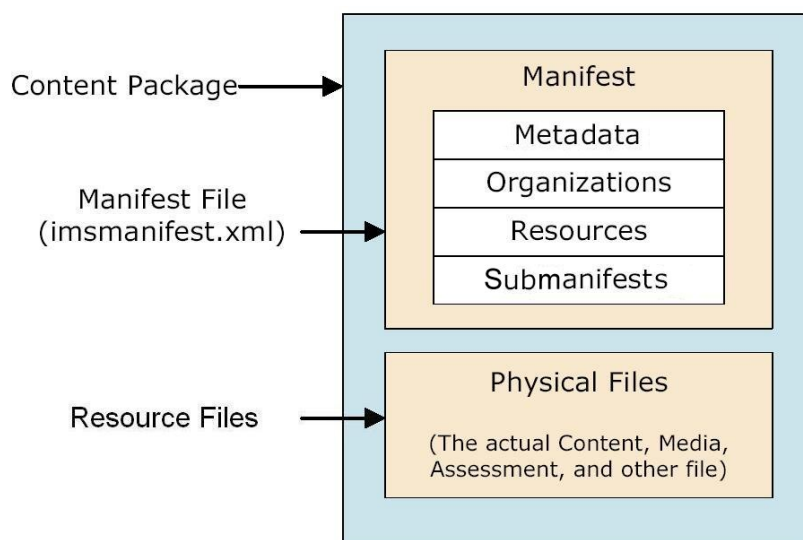 Content Package
Manifest
Metadata
Organizations
Resources
Submanifests
Manifest File
(imsmanifest.xml)
Physical Files
(The actual Content, Media,
Assessment, and other file)
Resource Files